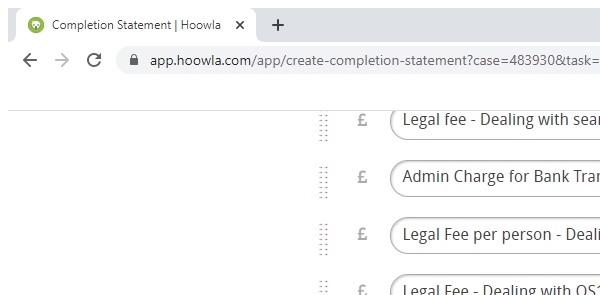 Completion Statement | Hoowla
app.hoowla.com/app/create-completion-statement?case=483930&task=
£ Legal fee - Dealing with sear
£ Admin Charge for Bank Tran
£ Legal Fee per person - Deali
£ Legal Fee - Dealing with OS1